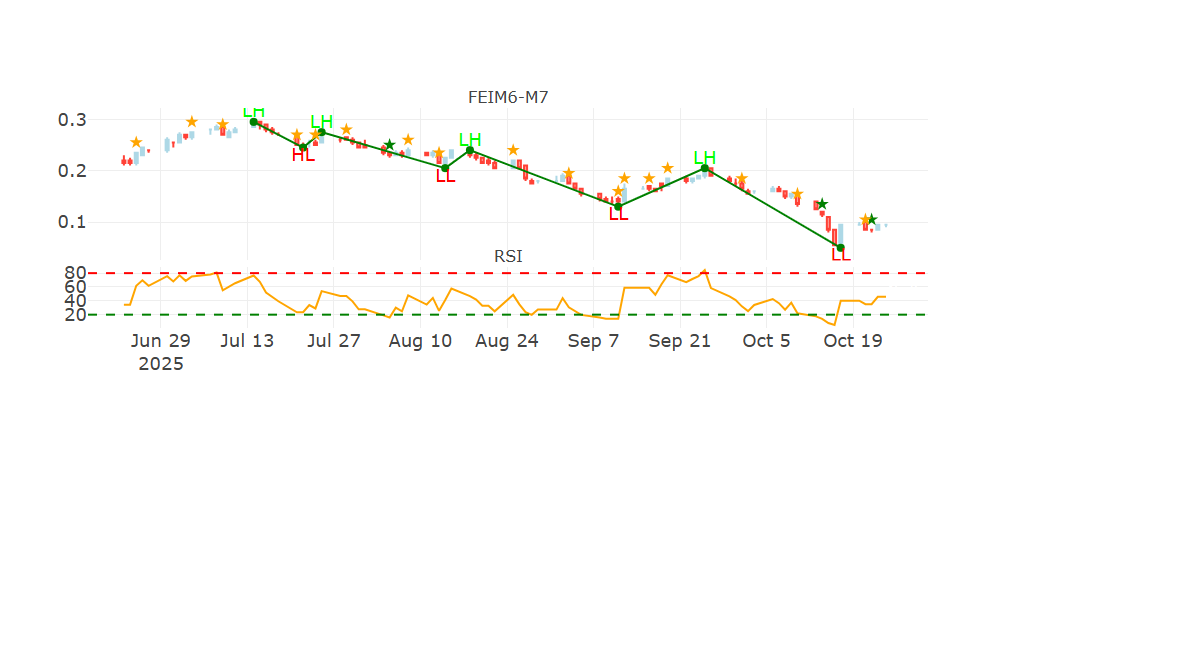 FEIM6-M7
0.3
0.2
0.1
LH
HL
LH
LL
LH
LL
LH
LL
RSI
80
60
40
20
Jun 29 Jul 13 Jul 27 Aug 10 Aug 24 Sep 7 Sep 21 Oct 5 Oct 19
2025